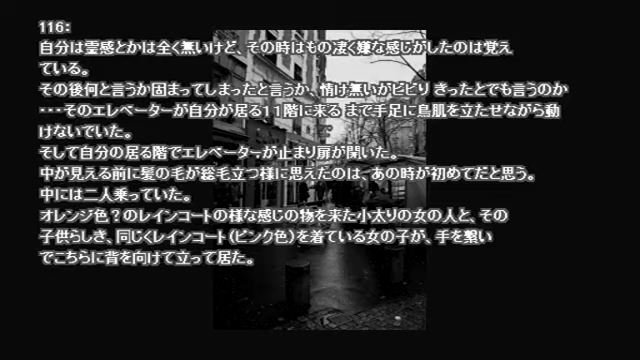 116:
自分は霊感とかは全く無いけど、その時はもの凄く嫌な感じがしたのは覚え
ている。
その後何と言うか固まってしまったと言うか、情け無いがビビり きったとでも言うのか
・・・そのエレベーターが自分が居る11階に来る まで手足に鳥肌を立たせながら動
けないでいた。
そして自分の居る階でエレベーターが止まり扉が開いた。
中が見える前に髪の毛が総毛立つ様に思えたのは、あの時が初めてだと思う。
中には二人乗っていた。
オレンジ色?のレインコートの様な感じの物を来た小太りの女の人と、その
子供らしき、同じくレインコート(ピンク色)を着ている女の子が、手を繋い
でこちらに背を向けて立って居た。